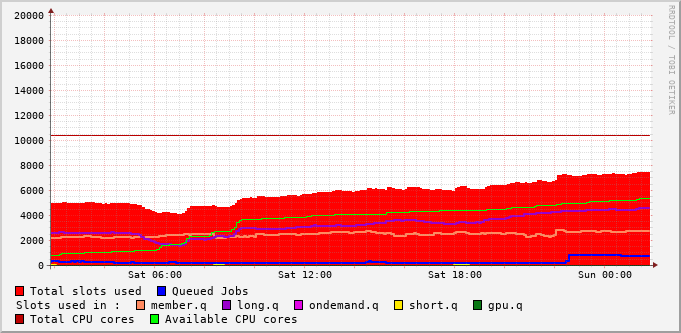 20000
18000
16000
14000
12000
10000
8000
6000
4000
2000
0
Sat 06:00 Sat 12:00 Sat 18:00 Sun 00:00
Total slots used Queued Jobs
Slots used in : member.q long.q ondemand.q short.q gpu.q
Total CPU cores Available CPU cores
RRDTOOL / TOBI OETIKER